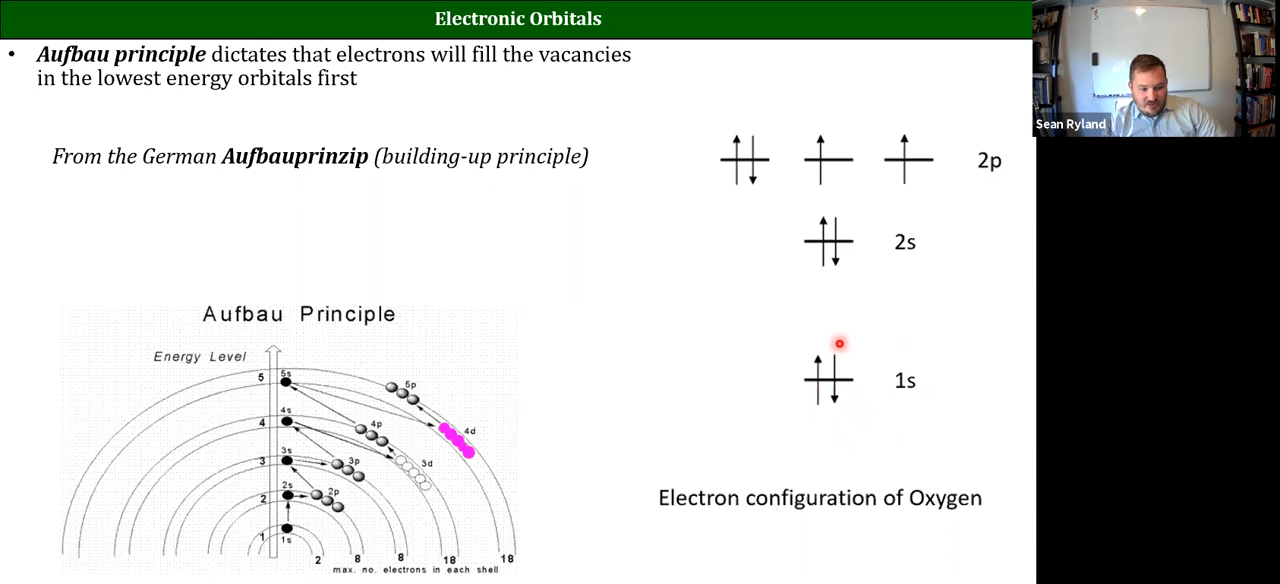 Electronic Orbitals
• Aufbau principle dictates that electrons will fill the vacancies
in the lowest energy orbitals first
From the German Aufbauprinzip (building-up principle)
Sean Ryland
2p
2s
1s
Electron configuration of Oxygen
Aufbau Principle
Energy Level
5s
5
5p
4s
4
4p
4d
3s
3
3p
3d
2s
2
2p
1
1s
2 8 8 18 18
max. no. electrons in each shell